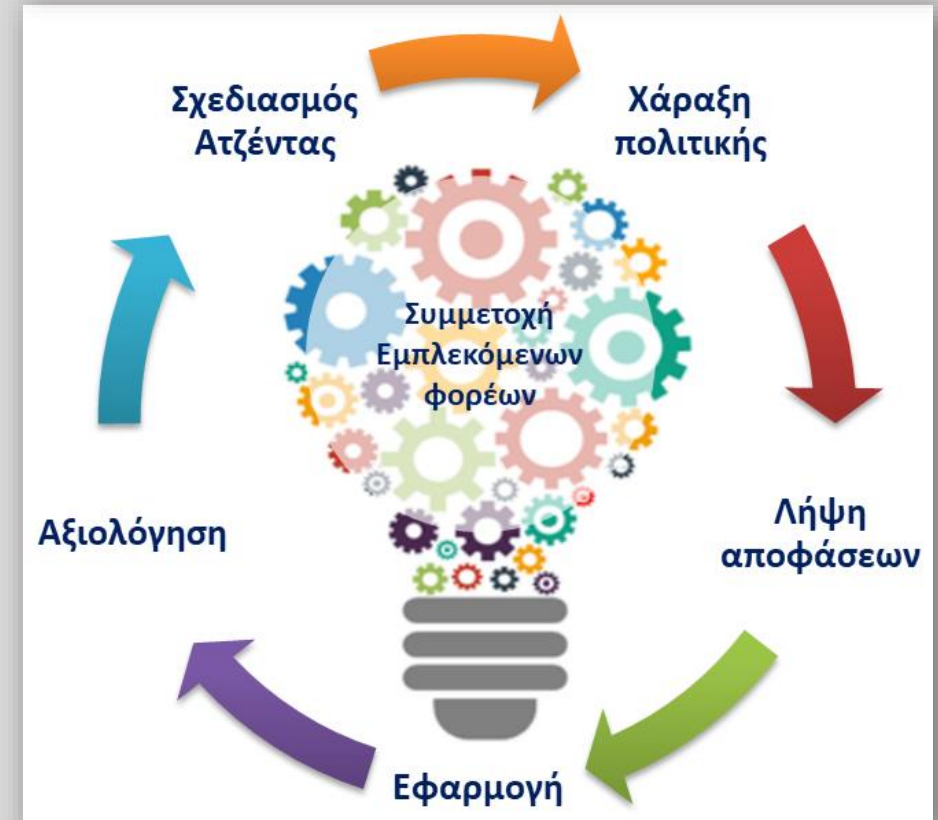 Σχεδιασμός
Ατζέντας
Χάραξη
πολιτικής
Συμμετοχή
Εμπλεκόμενων
φορέων
Λήψη
αποφάσεων
Εφαρμογή
Αξιολόγηση